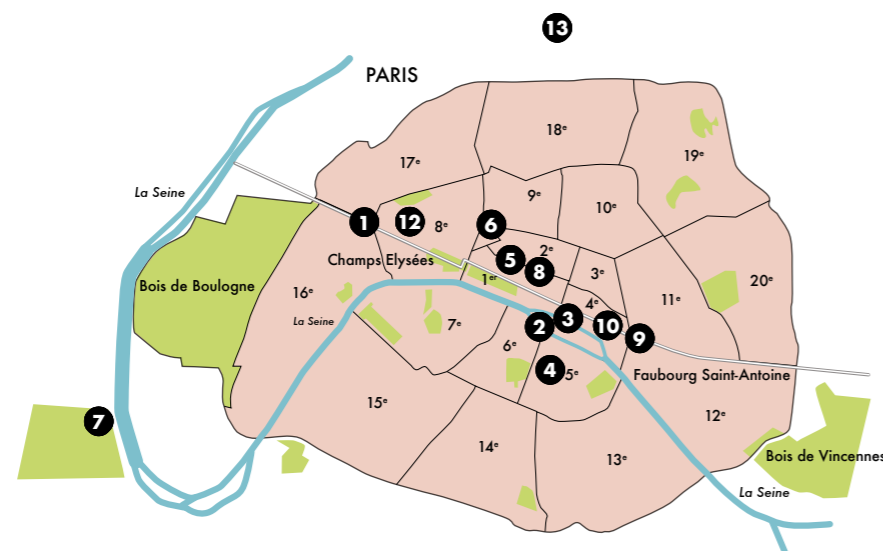 13
PARIS
18ᵉ
19ᵉ
17ᵉ
La Seine
9ᵉ
10ᵉ
1
12
8ᵉ
6
2ᵉ
Champs Elysées
5
8
3ᵉ
20ᵉ
Bois de Boulogne
16ᵉ
1ᵉʳ
11ᵉ
4ᵉ
La Seine
7ᵉ
2
3
10
9
6ᵉ
4
5ᵉ
Faubourg Saint-Antoine
15ᵉ
12ᵉ
7
14ᵉ
13ᵉ
Bois de Vincennes
La Seine